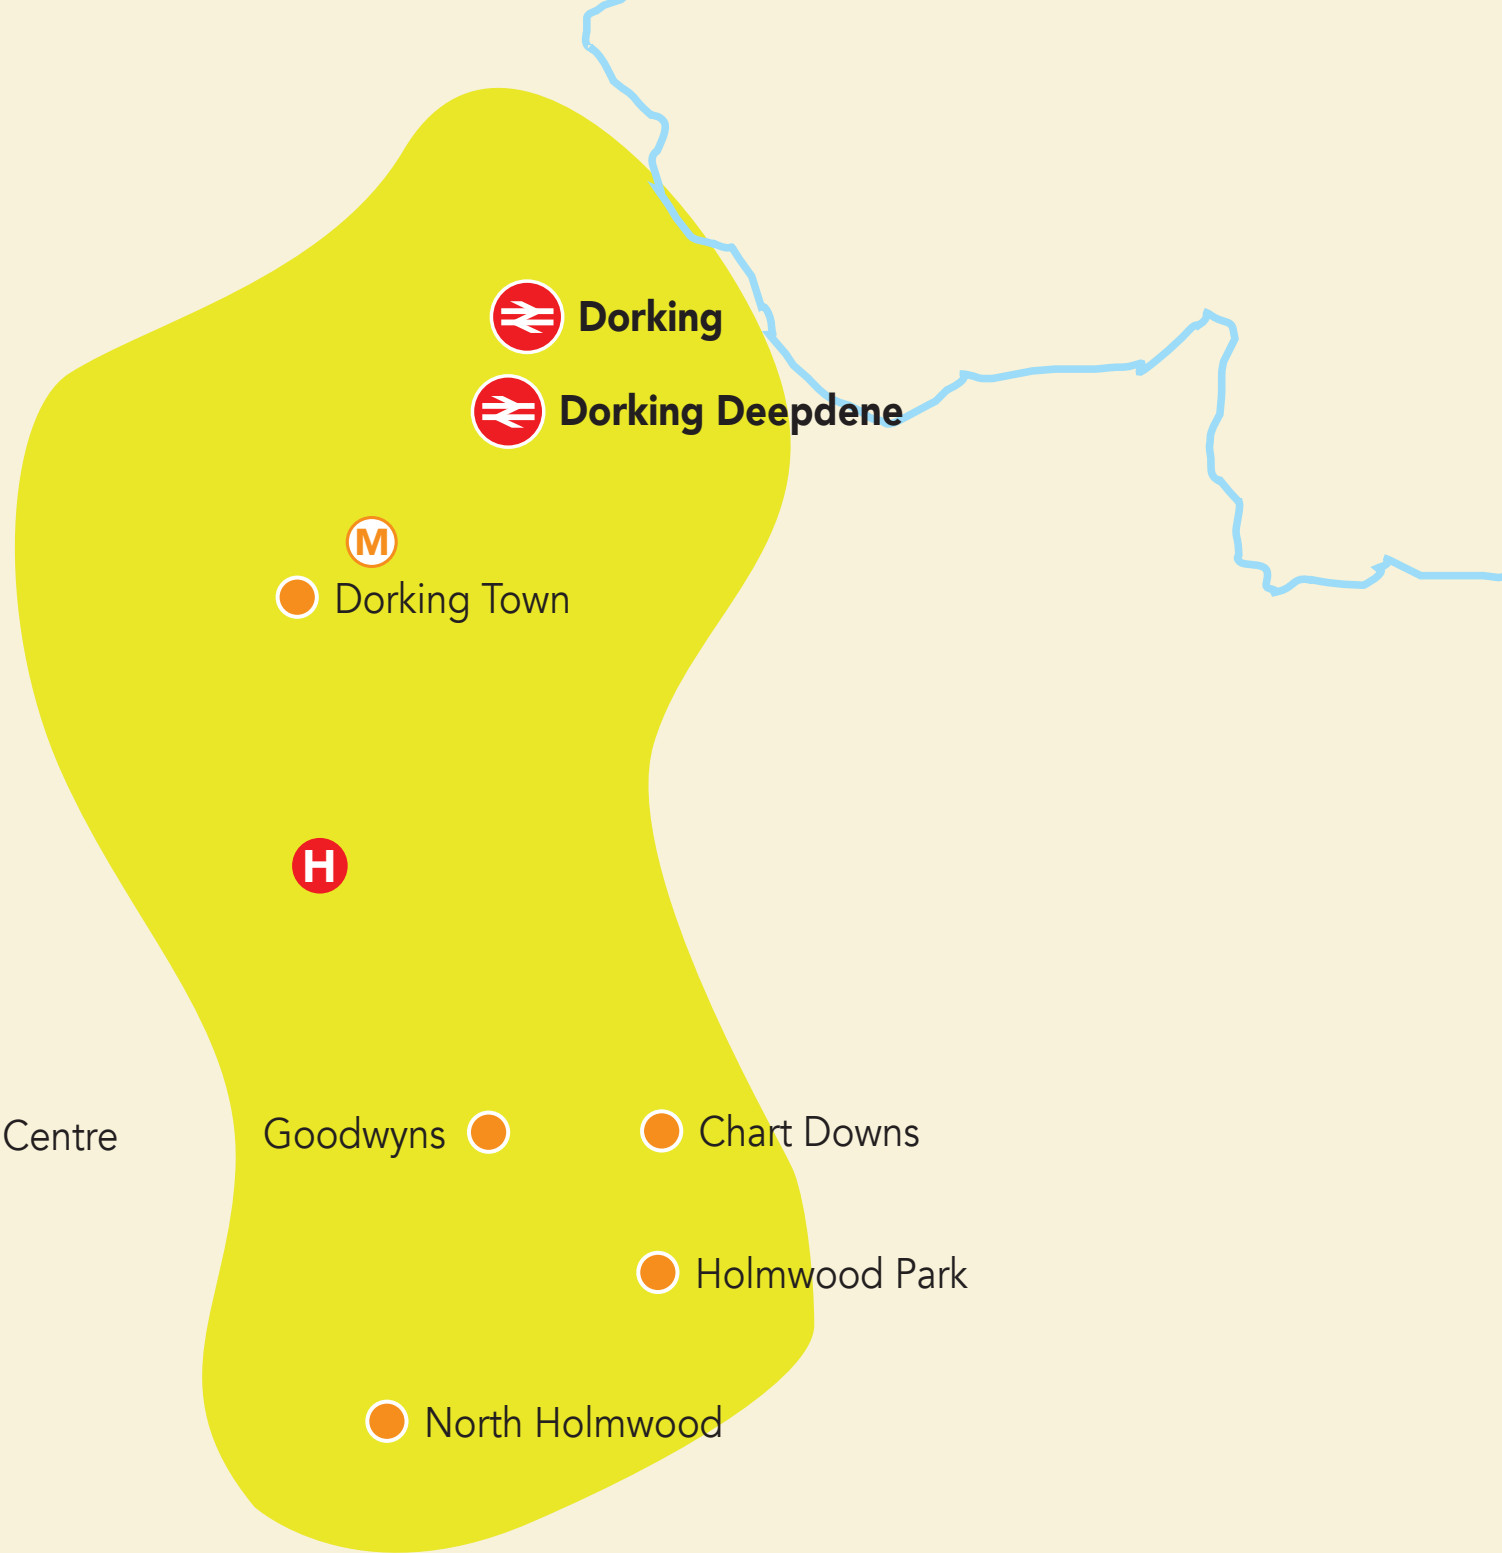 Dorking
Dorking Deepdene
M
Dorking Town
H
Centre
Goodwyns
Chart Downs
Holmwood Park
North Holmwood